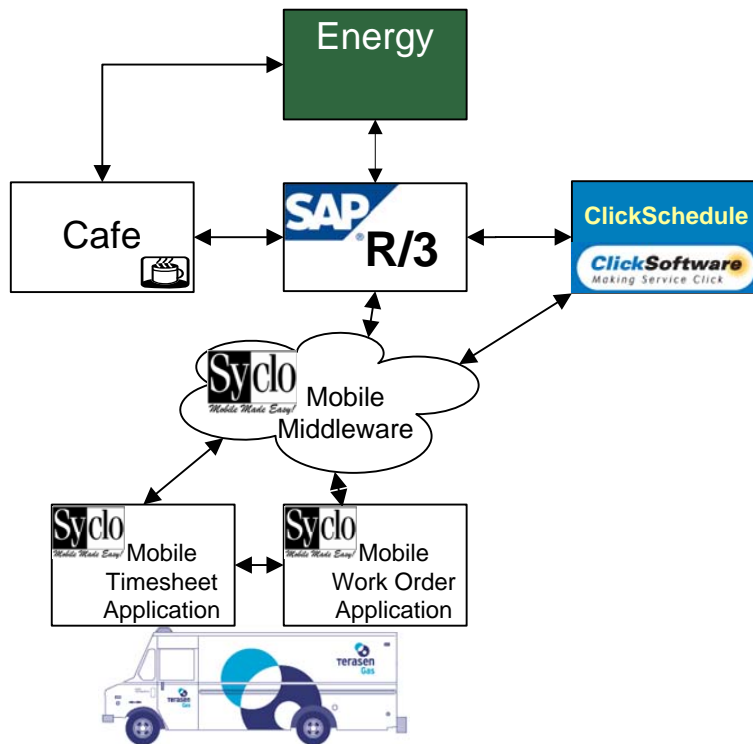 Energy
Cafe
SAP
®
R/3
ClickSchedule
ClickSoftware
Making Service Click
Syclo
Mobile Made Easy!
Mobile
Middleware
Syclo
Mobile Made Easy!
Mobile
Timesheet
Application
Syclo
Mobile Made Easy!
Mobile
Work Order
Application
Terasen
Gas
Terasen
Gas